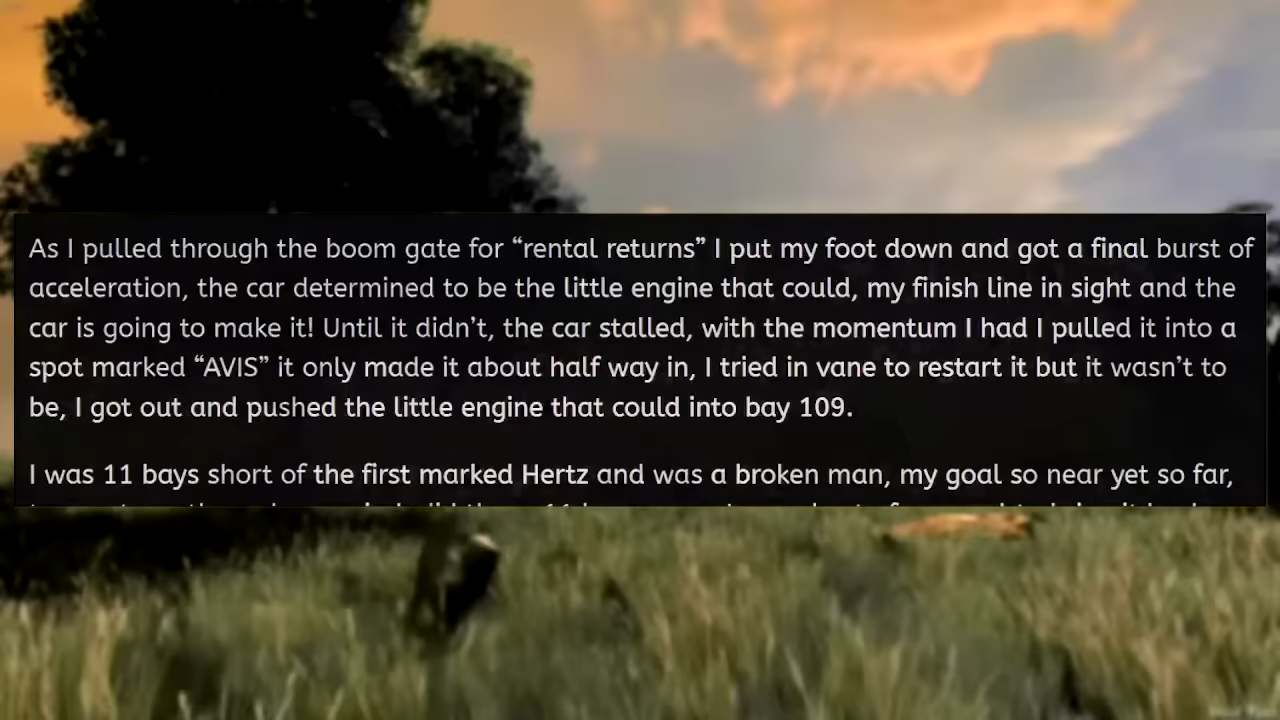 As I pulled through the boom gate for “rental returns” I put my foot down and got a final burst of
acceleration, the car determined to be the little engine that could, my finish line in sight and the
car is going to make it! Until it didn’t, the car stalled, with the momentum I had I pulled it into a
spot marked “AVIS” it only made it about half way in, I tried in vane to restart it but it wasn’t to
be, I got out and pushed the little engine that could into bay 109.
I was 11 bays short of the first marked Hertz and was a broken man, my goal so near yet so far,